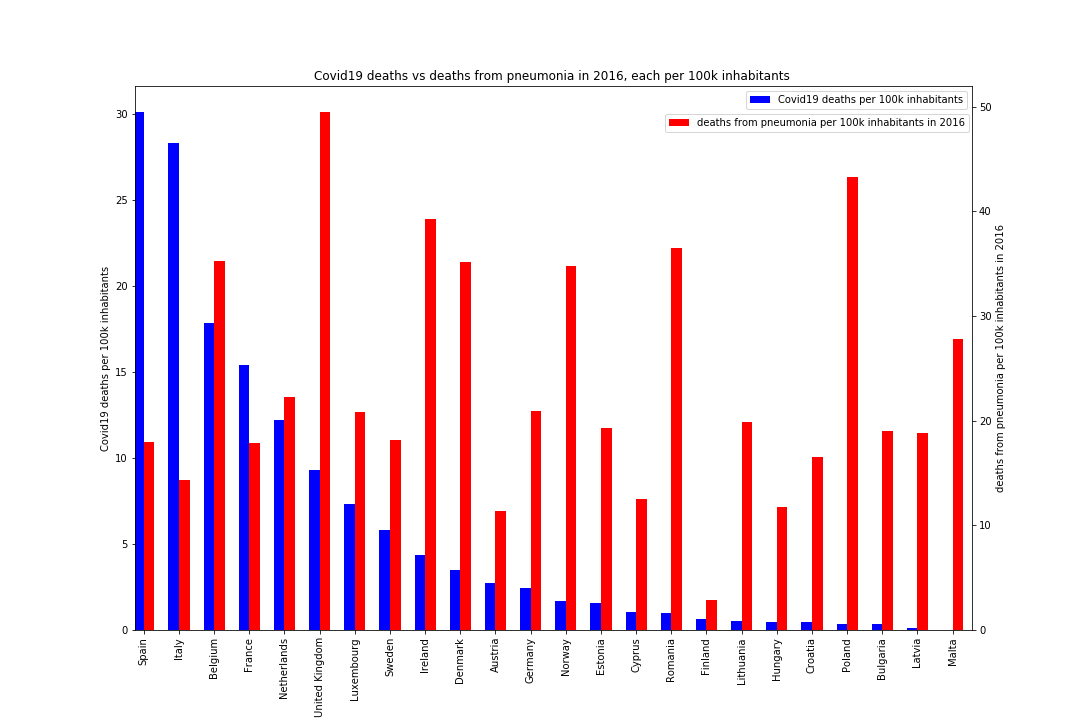 Covid19 deaths vs deaths from pneumonia in 2016, each per 100k inhabitants
Covid19 deaths per 100k inhabitants
deaths from pneumonia per 100k inhabitants in 2016
Covid19 deaths per 100k inhabitants
30
25
20
15
10
5
0
50
40
30
20
10
0
deaths from pneumonia per 100k inhabitants in 2016
Spain
Italy
Belgium
France
Netherlands
United Kingdom
Luxembourg
Sweden
Ireland
Denmark
Austria
Germany
Norway
Estonia
Cyprus
Romania
Finland
Lithuania
Hungary
Croatia
Poland
Bulgaria
Latvia
Malta